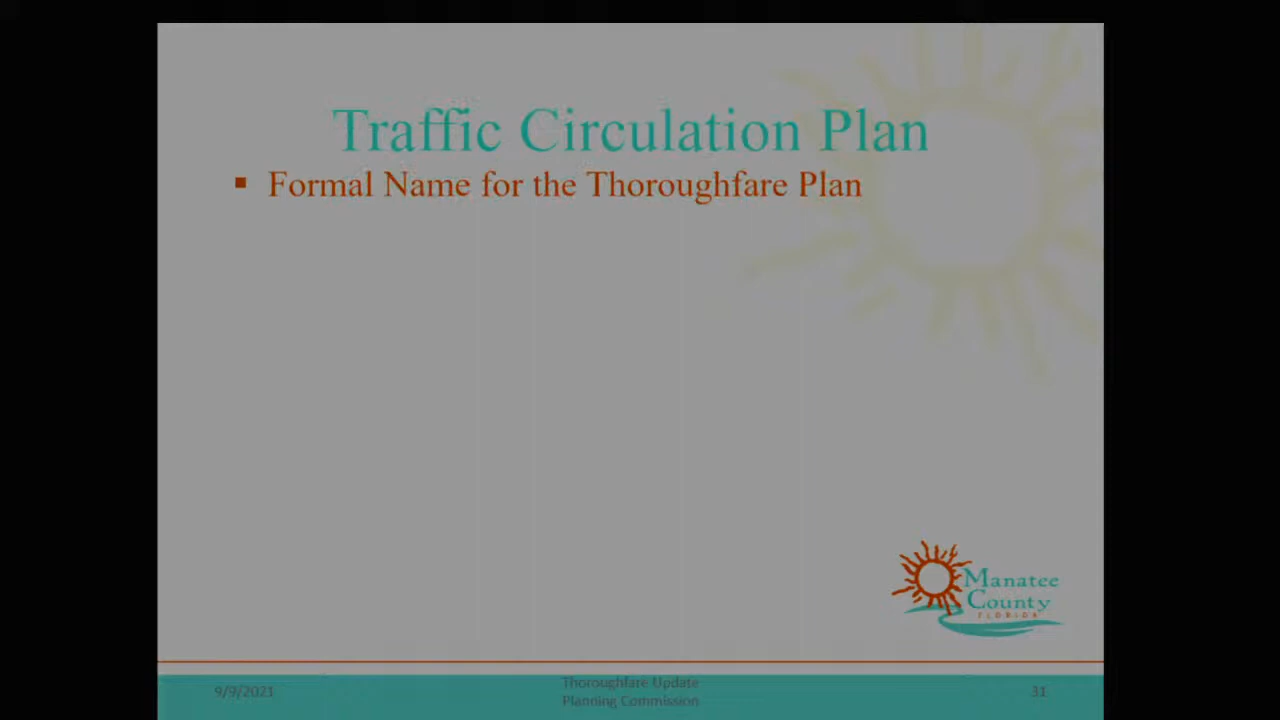 Traffic Circulation Plan
▪ Formal Name for the Thoroughfare Plan
Manatee
County
FLORIDA
9/9/2021
Thoroughfare Update
Planning Commission
31